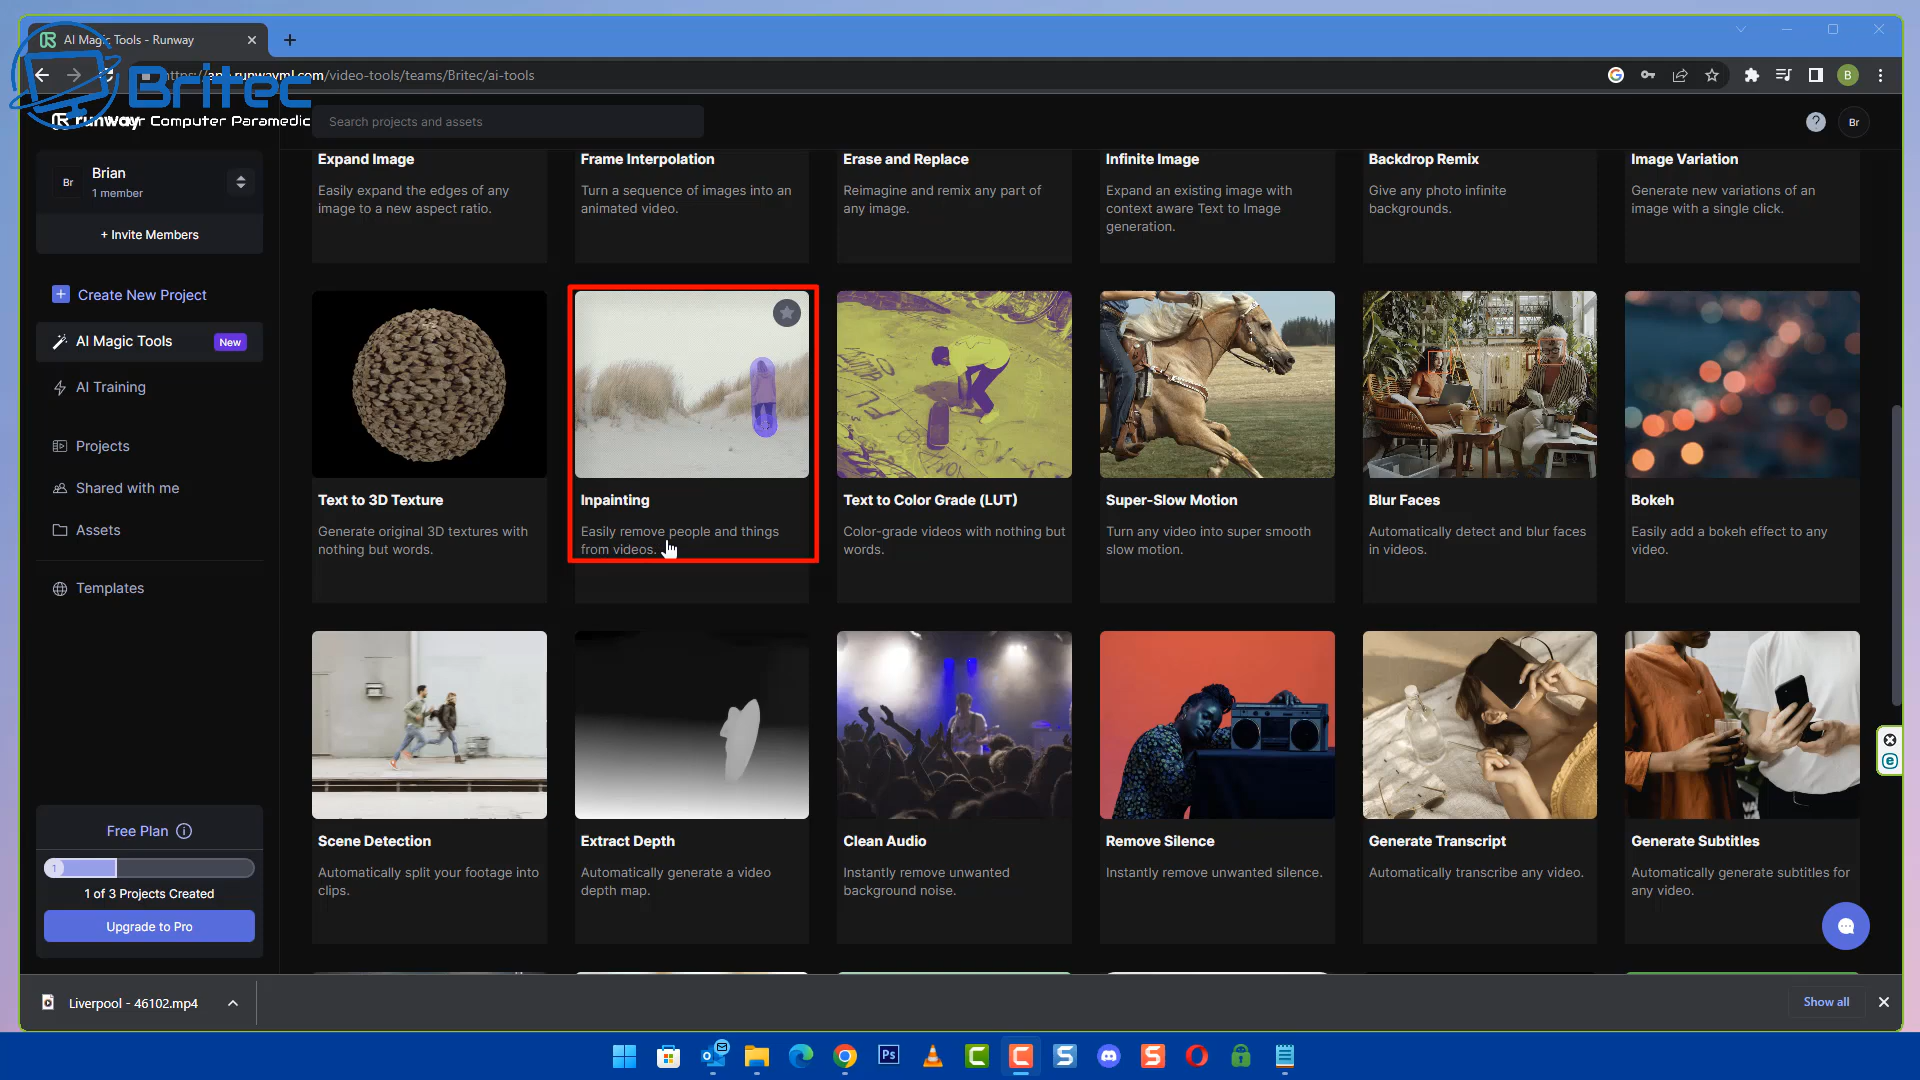 AI Magic Tools - Runway
https://app.runwayml.com/video-tools/teams/Britec/ai-tools
B
Britec
Your Computer Paramedic
runway
Search projects and assets
?
Br
Br
Brian
1 member
+ Invite Members
Create New Project
AI Magic Tools
New
AI Training
Projects
Shared with me
Assets
Templates
Free Plan
1
1 of 3 Projects Created
Upgrade to Pro
Expand Image
Easily expand the edges of any
image to a new aspect ratio.
Frame Interpolation
Turn a sequence of images into an
animated video.
Erase and Replace
Reimagine and remix any part of
any image.
Infinite Image
Expand an existing image with
context aware Text to Image
generation.
Backdrop Remix
Give any photo infinite
backgrounds.
Image Variation
Generate new variations of an
image with a single click.
Text to 3D Texture
Generate original 3D textures with
nothing but words.
Inpainting
Easily remove people and things
from videos.
Text to Color Grade (LUT)
Color-grade videos with nothing but
words.
Super-Slow Motion
Turn any video into super smooth
slow motion.
Blur Faces
Automatically detect and blur faces
in videos.
Bokeh
Easily add a bokeh effect to any
video.
Scene Detection
Automatically split your footage into
clips.
Extract Depth
Automatically generate a video
depth map.
Clean Audio
Instantly remove unwanted
background noise.
Remove Silence
Instantly remove unwanted silence.
Generate Transcript
Automatically transcribe any video.
Generate Subtitles
Automatically generate subtitles for
any video.
Liverpool - 46102.mp4
Show all
Ps